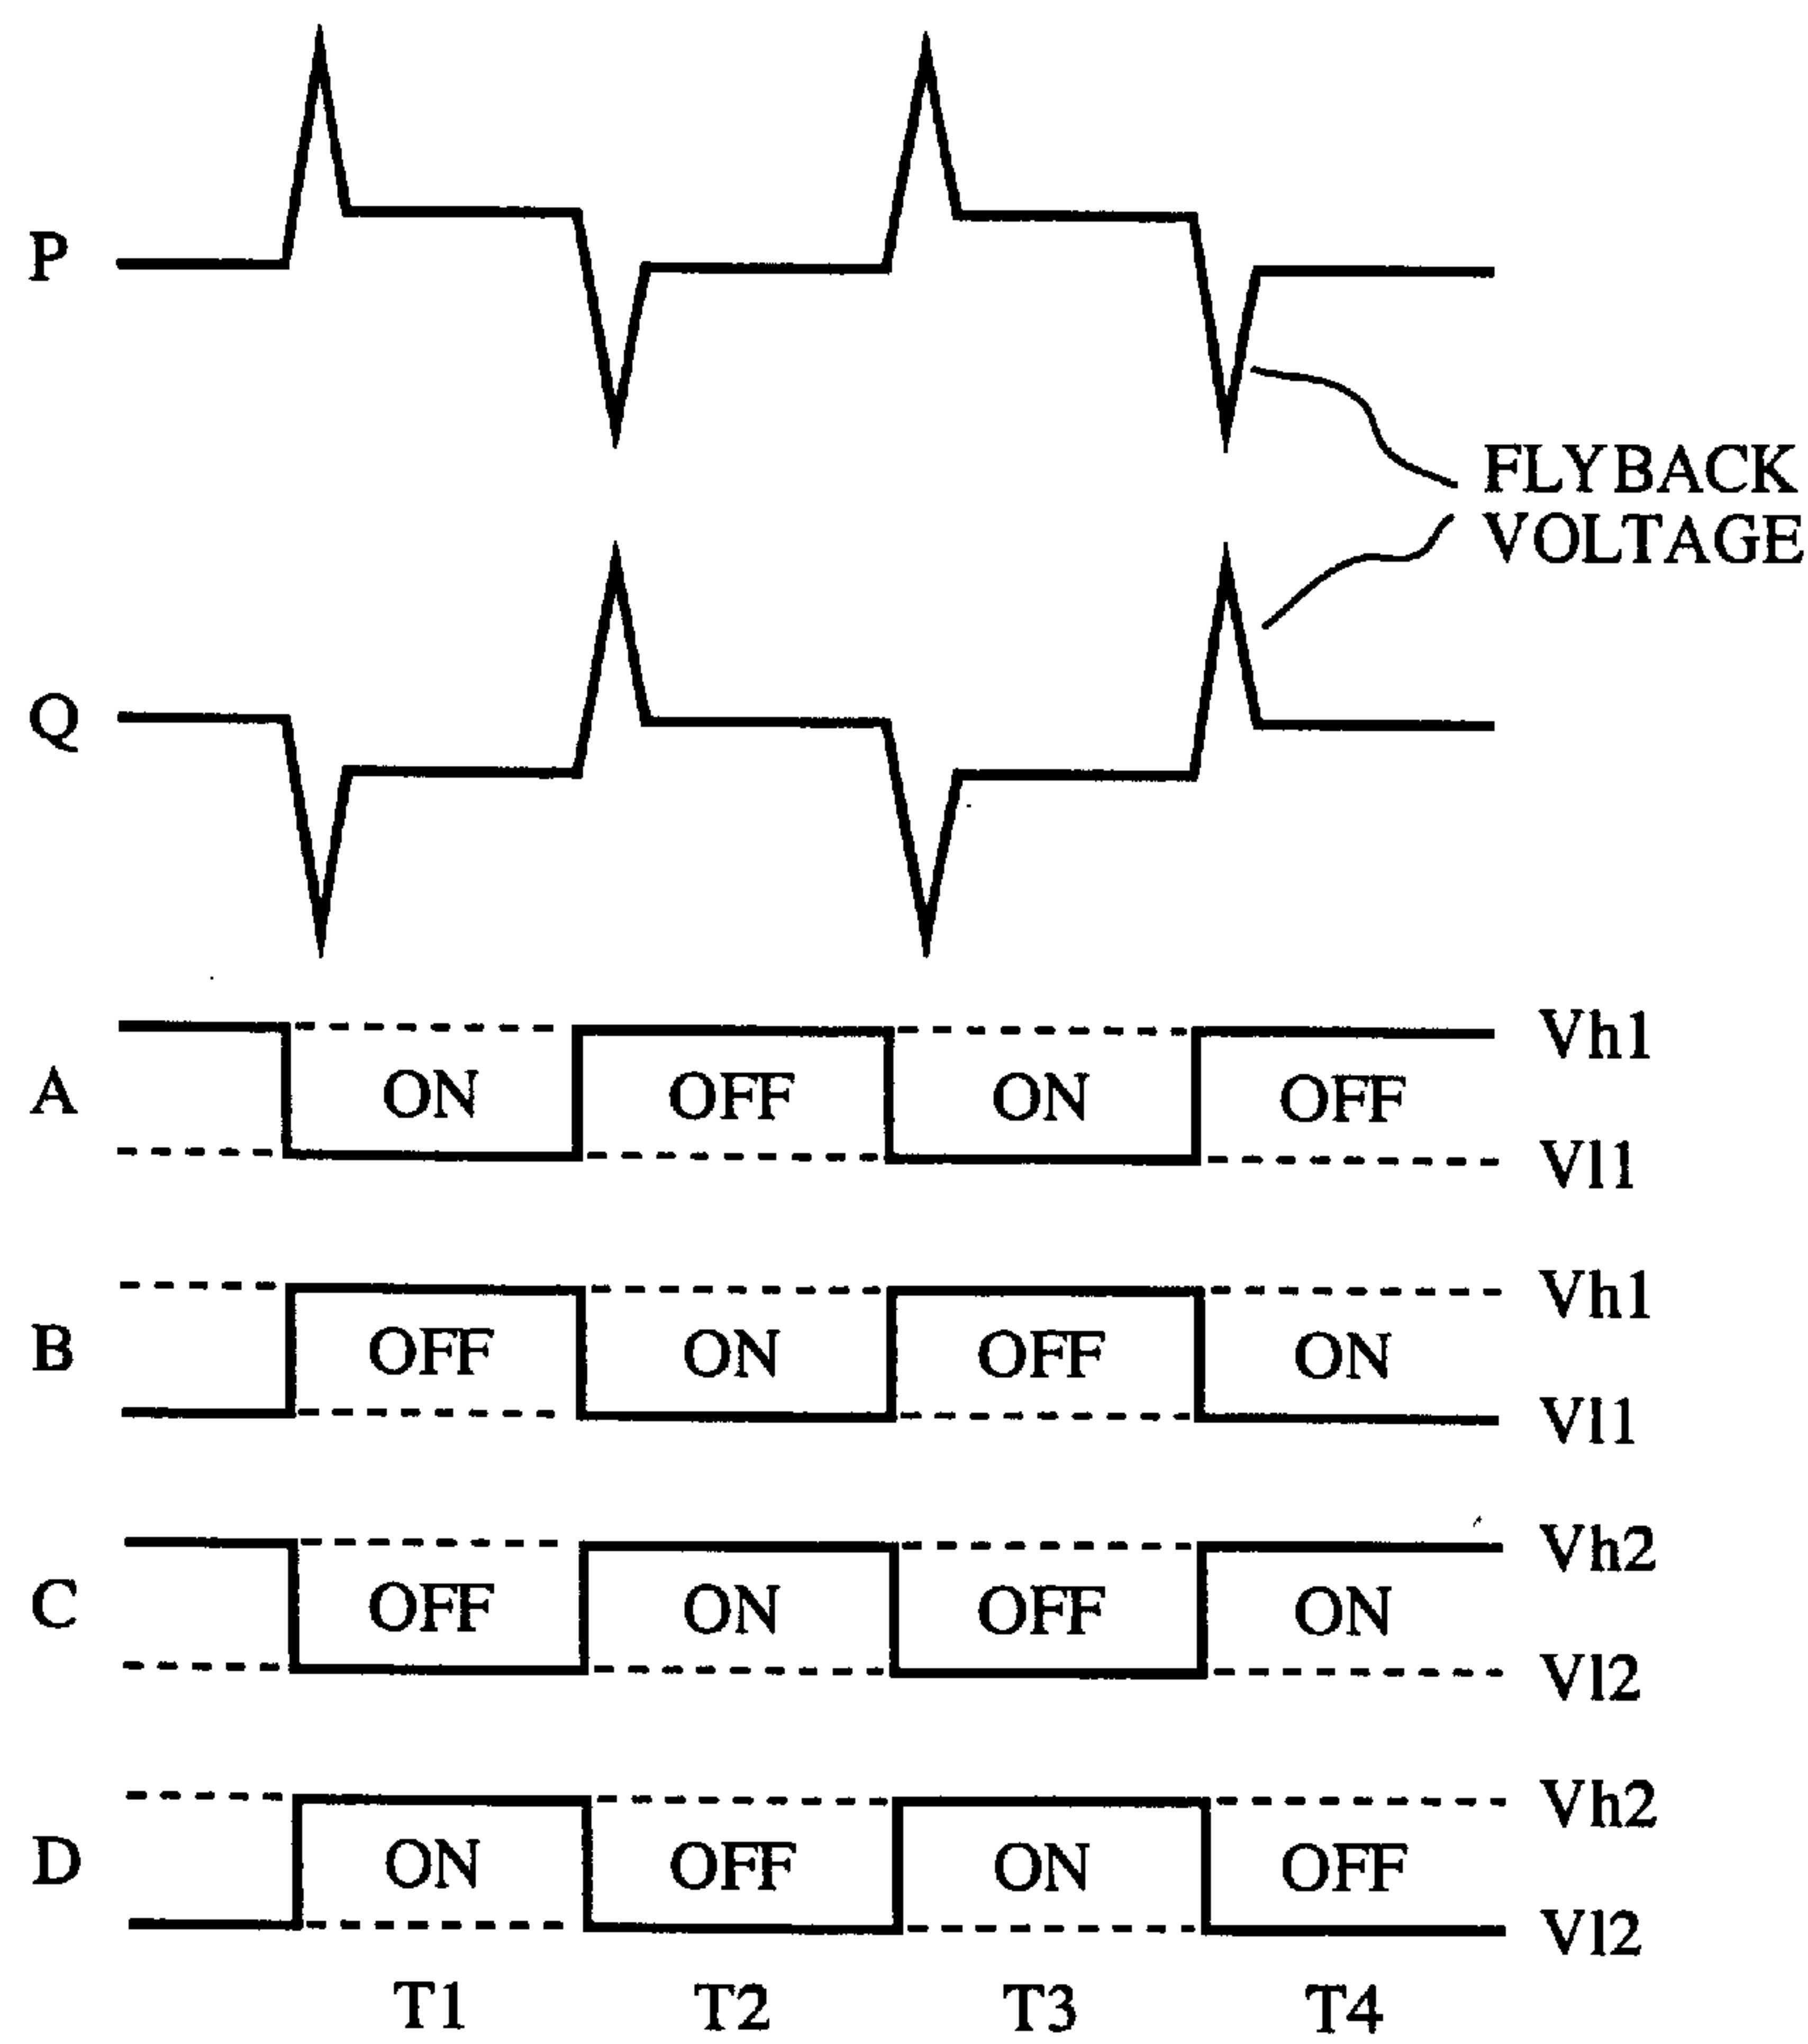 P
FLYBACK
VOLTAGE
Q
Vh1
A ON OFF ON OFF
Vl1
Vh1
B OFF ON OFF ON
Vl1
Vh2
C OFF ON OFF ON
Vl2
Vh2
D ON OFF ON OFF
Vl2
T1 T2 T3 T4